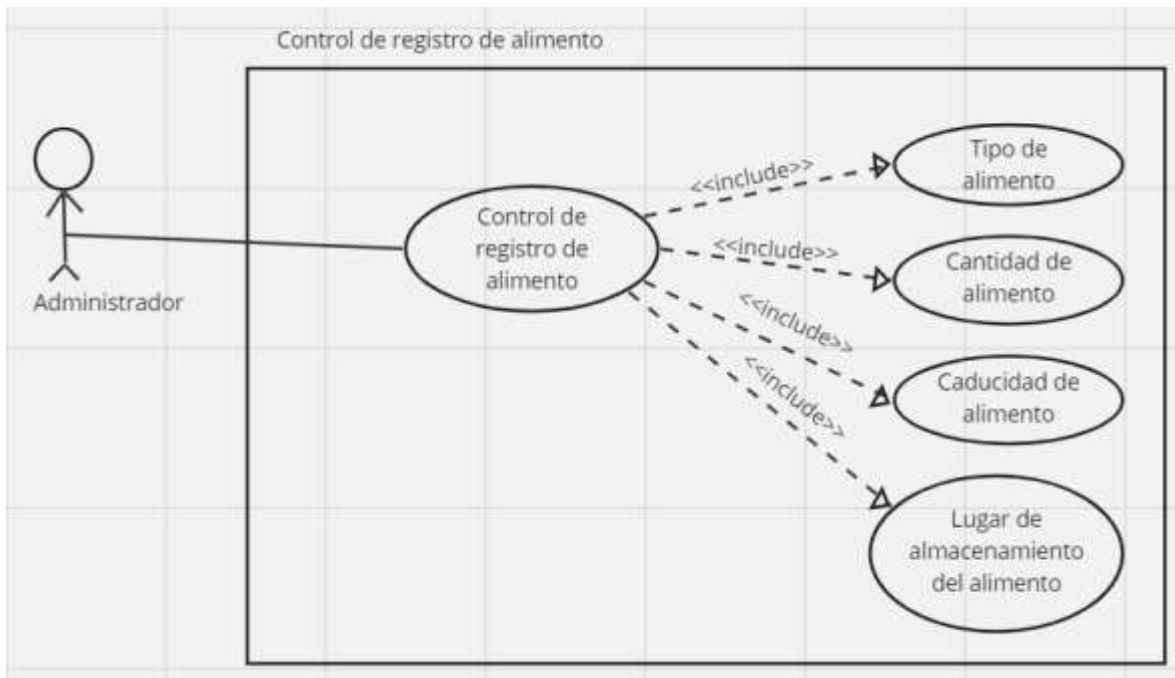 Control de registro de alimento
Administrador
Control de
registro de
alimento
<<include>>
<<include>>
<<include>>
<<include>>
Tipo de
alimento
Cantidad de
alimento
Caducidad de
alimento
Lugar de
almacenamiento
del alimento